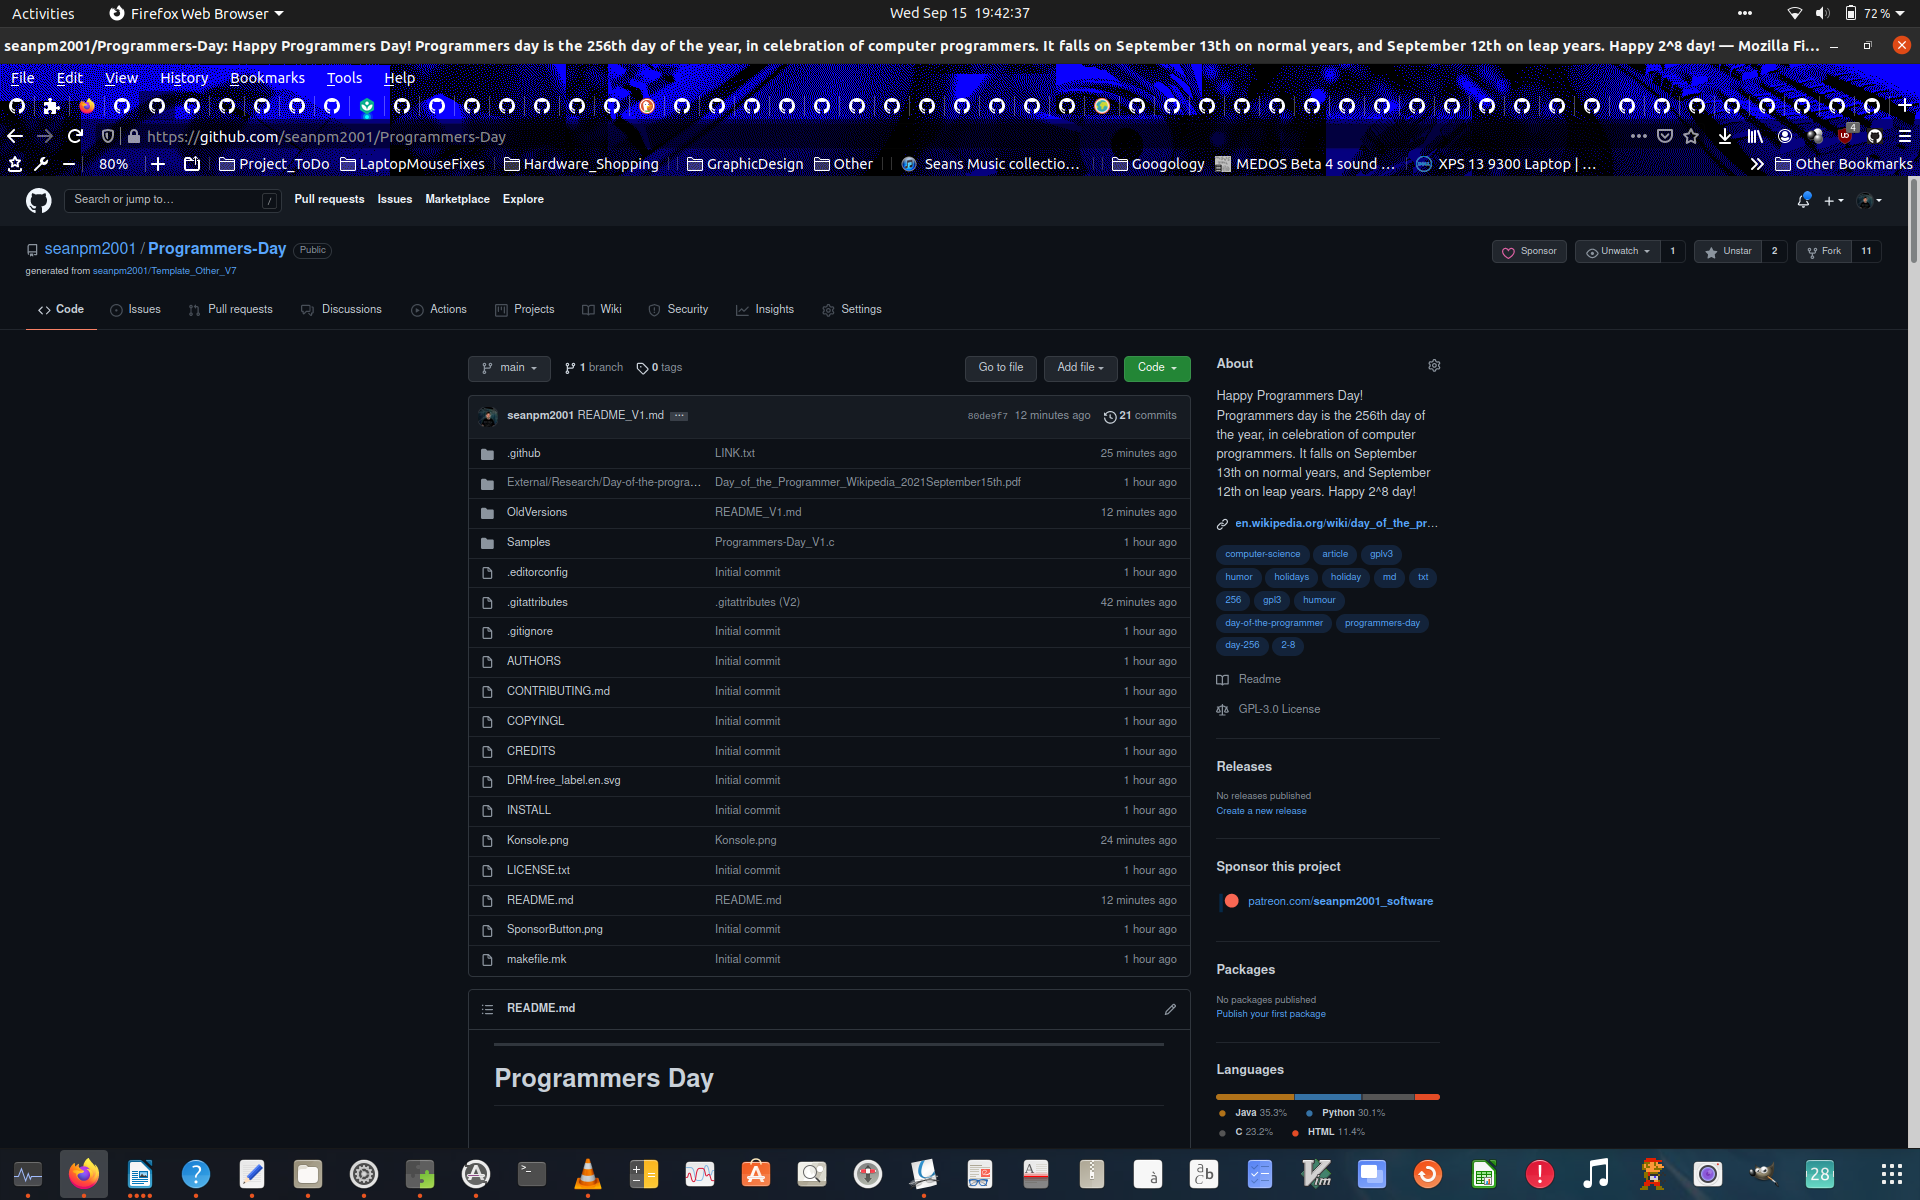 Activities Firefox Web Browser Wed Sep 15 19:42:37 72 %
seanpm2001/Programmers-Day: Happy Programmers Day! Programmers day is the 256th day of the year, in celebration of computer programmers. It falls on September 13th on normal years, and September 12th on leap years. Happy 2^8 day! — Mozilla Fi...
File Edit View History Bookmarks Tools Help
https://github.com/seanpm2001/Programmers-Day 4
80% Project_ToDo LaptopMouseFixes Hardware_Shopping GraphicDesign Other Seans Music collectio... Googology MEDOS Beta 4 sound ... XPS 13 9300 Laptop | ... Other Bookmarks
Search or jump to... / Pull requests Issues Marketplace Explore
seanpm2001 / Programmers-Day Public Sponsor Unwatch 1 Unstar 2 Fork 11
generated from seanpm2001/Template_Other_V7
Code Issues Pull requests Discussions Actions Projects Wiki Security Insights Settings
main 1 branch 0 tags Go to file Add file Code
seanpm2001 README_V1.md ... 80de9f7 12 minutes ago 21 commits
.github LINK.txt 25 minutes ago
External/Research/Day-of-the-progra... Day_of_the_Programmer_Wikipedia_2021September15th.pdf 1 hour ago
OldVersions README_V1.md 12 minutes ago
Samples Programmers-Day_V1.c 1 hour ago
.editorconfig Initial commit 1 hour ago
.gitattributes .gitattributes (V2) 42 minutes ago
.gitignore Initial commit 1 hour ago
AUTHORS Initial commit 1 hour ago
CONTRIBUTING.md Initial commit 1 hour ago
COPYINGL Initial commit 1 hour ago
CREDITS Initial commit 1 hour ago
DRM-free_label.en.svg Initial commit 1 hour ago
INSTALL Initial commit 1 hour ago
Konsole.png Konsole.png 24 minutes ago
LICENSE.txt Initial commit 1 hour ago
README.md README.md 12 minutes ago
SponsorButton.png Initial commit 1 hour ago
makefile.mk Initial commit 1 hour ago
README.md
Programmers Day
About
Happy Programmers Day!
Programmers day is the 256th day of
the year, in celebration of computer
programmers. It falls on September
13th on normal years, and September
12th on leap years. Happy 2^8 day!
en.wikipedia.org/wiki/day_of_the_pr...
computer-science article gplv3
humor holidays holiday md txt
256 gpl3 humour
day-of-the-programmer programmers-day
day-256 2-8
Readme
GPL-3.0 License
Releases
No releases published
Create a new release
Sponsor this project
patreon.com/seanpm2001_software
Packages
No packages published
Publish your first package
Languages
Java 35.3% Python 30.1%
C 23.2% HTML 11.4%
28